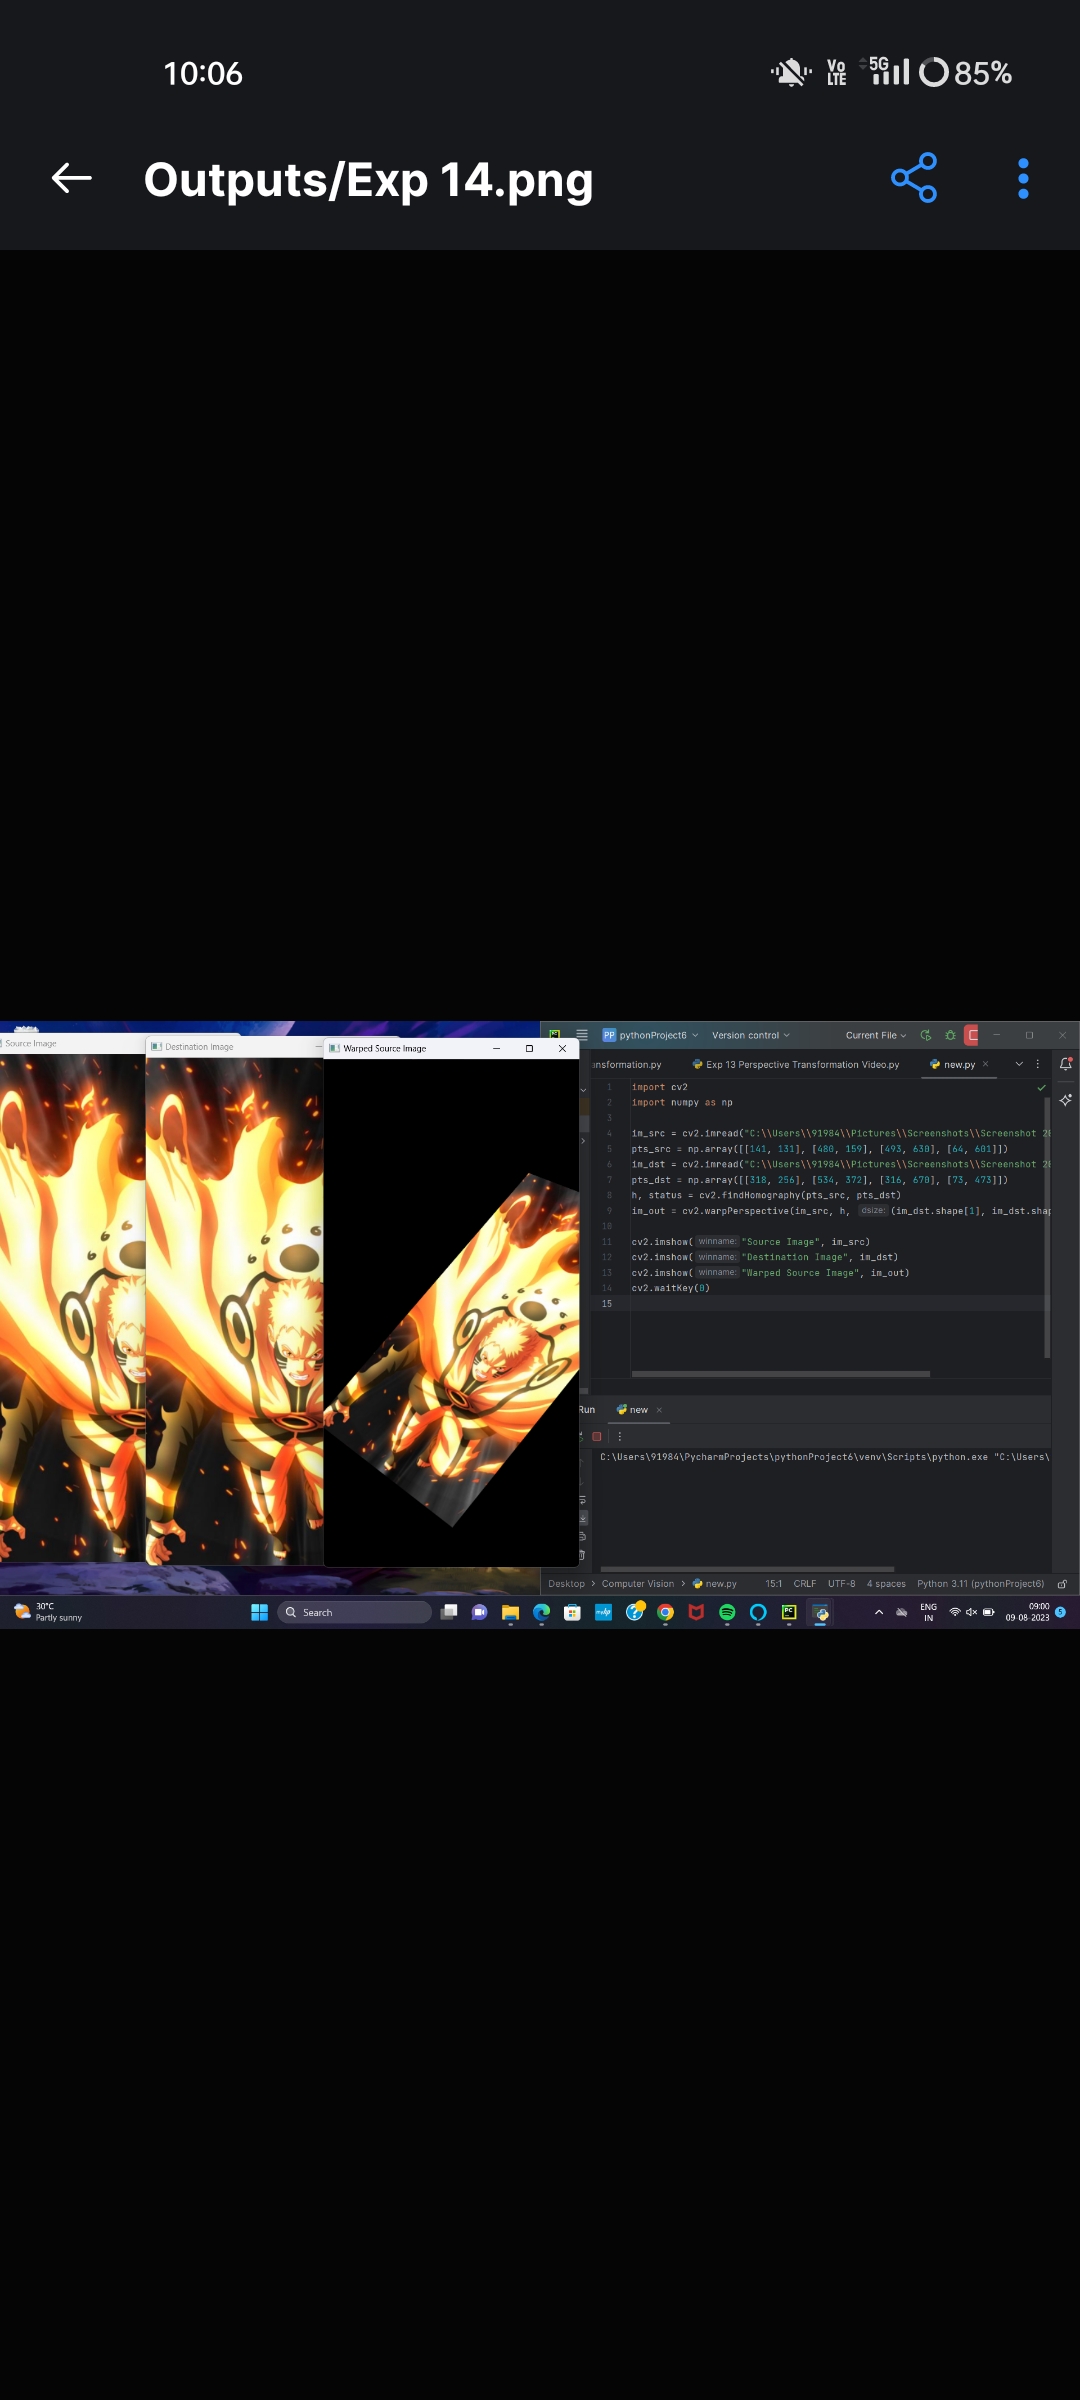 10:06
Vo LTE 5G 85%
Outputs/Exp 14.png
Source Image
Destination Image
Warped Source Image
PP pythonProject6 Version control Current File
ansformation.py Exp 13 Perspective Transformation Video.py new.py
1 import cv2
2 import numpy as np
3
4 im_src = cv2.imread("C:\\Users\\91984\\Pictures\\Screenshots\\Screenshot
5 pts_src = np.array([[141, 131], [480, 159], [493, 630], [64, 601]])
6 im_dst = cv2.imread("C:\\Users\\91984\\Pictures\\Screenshots\\Screenshot
7 pts_dst = np.array([[318, 256], [534, 372], [316, 670], [73, 473]])
8 h, status = cv2.findHomography(pts_src, pts_dst)
9 im_out = cv2.warpPerspective(im_src, h, dsize: (im_dst.shape[1], im_dst.shap
10
11 cv2.imshow( winname: "Source Image", im_src)
12 cv2.imshow( winname: "Destination Image", im_dst)
13 cv2.imshow( winname: "Warped Source Image", im_out)
14 cv2.waitKey(0)
15
Run new
C:\Users\91984\PycharmProjects\pythonProject6\venv\Scripts\python.exe "C:\Users\
Desktop > Computer Vision > new.py 15:1 CRLF UTF-8 4 spaces Python 3.11 (pythonProject6)
30°C
Partly sunny
Search
ENG
IN
09:00
09-08-2023
5